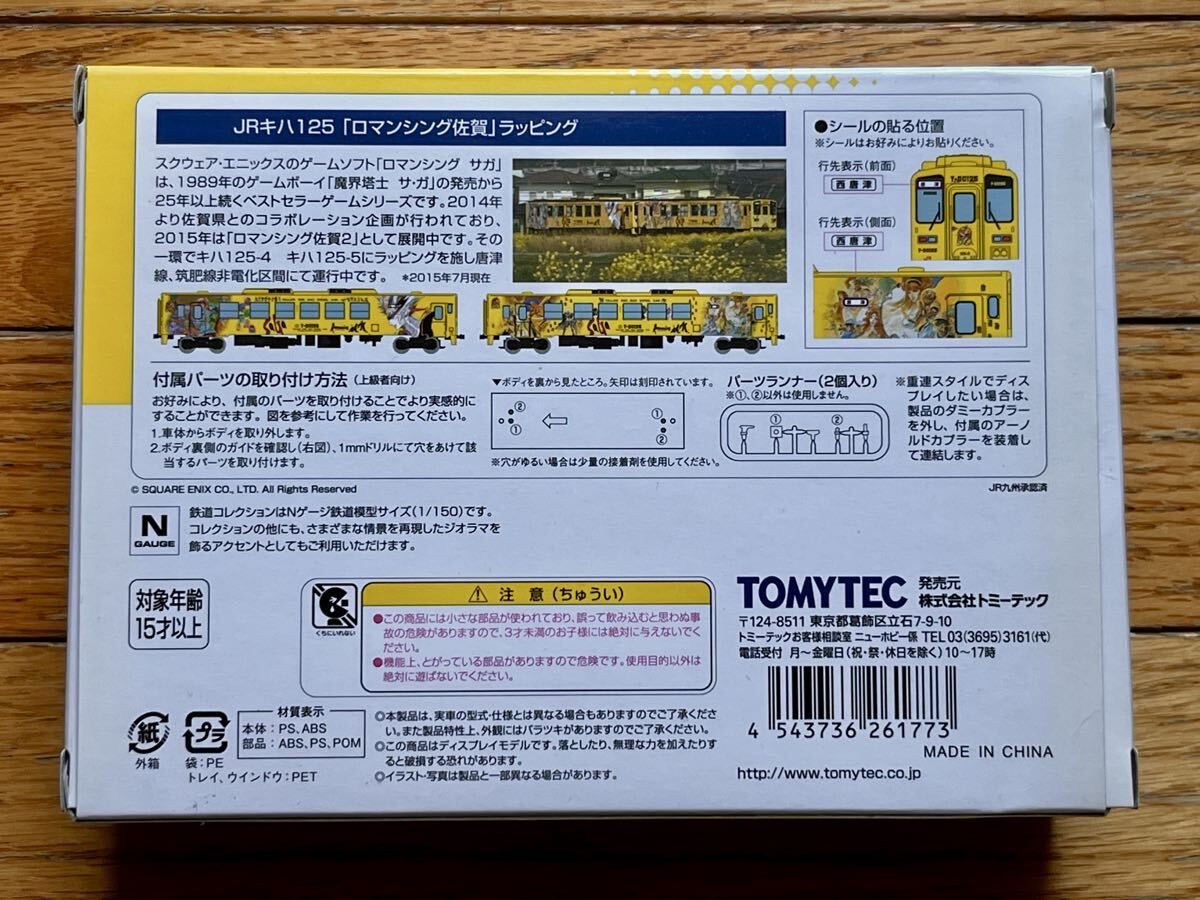 JRキハ125「ロマンシング佐賀」ラッピング
スクウェア・エニックスのゲームソフト「ロマンシング サガ」
は、1989年のゲームボーイ「魔界塔士 サ・ガ」の発売から
25年以上続くベストセラーゲームシリーズです。2014年
より佐賀県とのコラボレーション企画が行われており、
2015年は「ロマンシング佐賀2」として展開中です。その
一環でキハ125-4 キハ125-5にラッピングを施し唐津
線、筑肥線非電化区間にて運行中です。 *2015年7月現在
●シールの貼る位置
※シールはお好みによりお貼りください。
行先表示(前面)
西唐津
行先表示(側面)
西唐津
Y-DC125
付属パーツの取り付け方法(上級者向け)
お好みにより、付属のパーツを取り付けることでより実感的に
することができます。図を参考にして作業を行ってください。
1.車体からボディを取り外します。
2.ボディ裏側のガイドを確認し(右図)、1mmドリルにて穴をあけて該
当するパーツを取り付けます。
▼ボディを裏から見たところ。矢印は刻印されています。
②
①
①
②
※穴がゆるい場合は少量の接着剤を使用してください。
パーツランナー(2個入り)
※①、②以外は使用しません。
①
②
※重連スタイルでディス
プレイしたい場合は、
製品のダミーカプラー
を外し、付属のアーノ
ルドカプラーを装着し
て連結します。
© SQUARE ENIX CO., LTD. All Rights Reserved
JR九州承認済
N
GAUGE
鉄道コレクションはNゲージ鉄道模型サイズ(1/150)です。
コレクションの他にも、さまざまな情景を再現したジオラマを
飾るアクセントとしてもご利用いただけます。
対象年齢
15才以上
くちにいれない
⚠ 注意(ちゅうい)
●この商品には小さな部品が使われており、誤って飲み込むと思わぬ事
故の危険がありますので、3才未満のお子様には絶対に与えないでく
ださい。
●機能上、とがっている部品がありますので危険です。使用目的以外は
絶対に遊ばないでください。
TOMYTEC
発売元
株式会社トミーテック
〒124-8511 東京都葛飾区立石7-9-10
トミーテックお客様相談室 ニューホビー係 TEL 03(3695)3161(代)
電話受付 月〜金曜日(祝・祭・休日を除く)10〜17時
4 543736 261773
MADE IN CHINA
http://www.tomytec.co.jp
紙
外箱
プラ
袋:PE
トレイ、ウインドウ:PET
材質表示
本体:PS、ABS
部品:ABS、PS、POM
◎本製品は、実車の型式・仕様とは異なる場合もありますのでご了承くださ
い。また製品特性上、外観にはバラツキがありますのでご了承ください。
◎この商品はディスプレイモデルです。落としたり、無理な力を加えたりす
ると破損する恐れがあります。
◎イラスト・写真は製品と一部異なる場合があります。